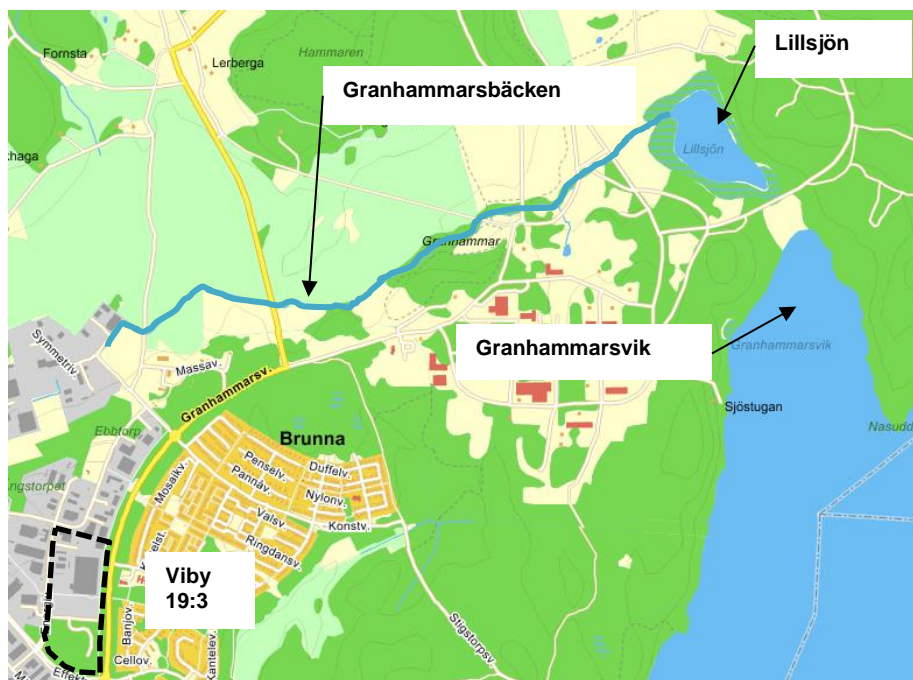 Lillsjön
Fornsta
Hammaren
Lerberga
Granhammarsbäcken
Lillsjön
Granhammar
Granhammarsvik
Granhammarsvik
Symmetriv.
Massav.
Granhammarsv.
Sjöstugan
Nasudd
Ebbtorp
Brunna
Mosaikv.
Penselv.
Duffelv.
Pannåv.
Nylonv.
Valsv.
Konstv.
Ringdansv.
Viby
19:3
Banjov.
Stigstorpsv.
Cellov.
Kantelev.